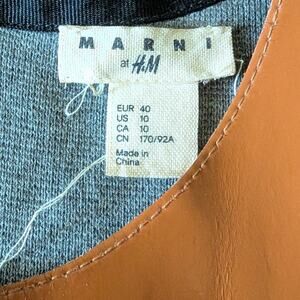 MARNI
at H&M
EUR 40
US 10
CA 10
CN 170/92A
Made in
China